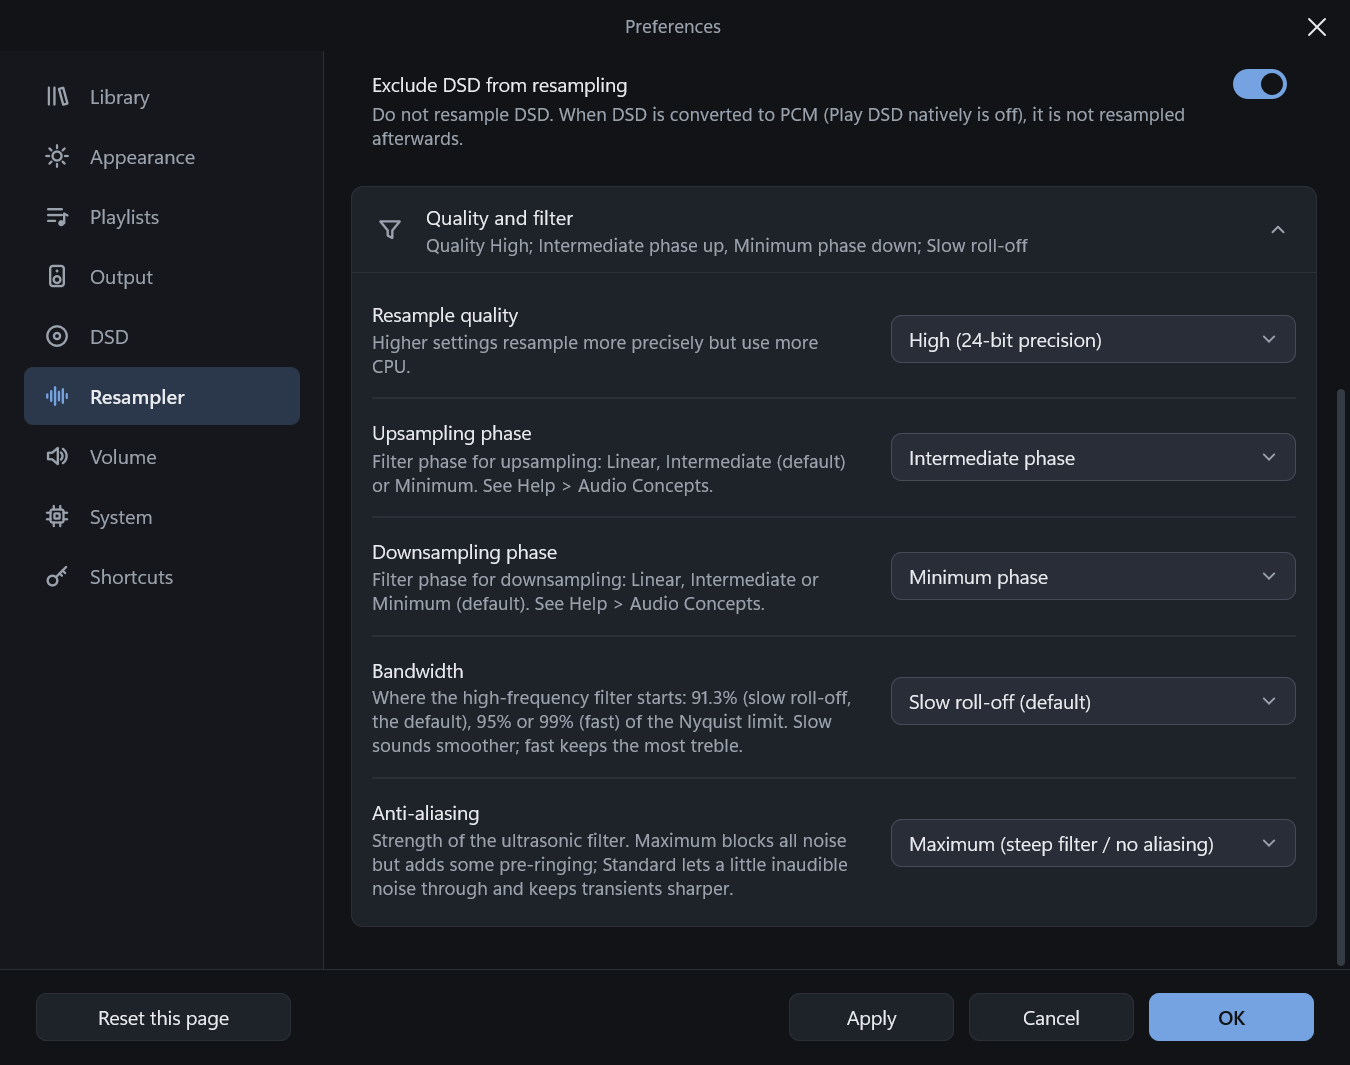 Preferences
Library
Appearance
Playlists
Output
DSD
Resampler
Volume
System
Shortcuts
Exclude DSD from resampling
Do not resample DSD. When DSD is converted to PCM (Play DSD natively is off), it is not resampled
afterwards.
Quality and filter
Quality High; Intermediate phase up, Minimum phase down; Slow roll-off
Resample quality
Higher settings resample more precisely but use more
CPU.
High (24-bit precision)
Upsampling phase
Filter phase for upsampling: Linear, Intermediate (default)
or Minimum. See Help > Audio Concepts.
Intermediate phase
Downsampling phase
Filter phase for downsampling: Linear, Intermediate or
Minimum (default). See Help > Audio Concepts.
Minimum phase
Bandwidth
Where the high-frequency filter starts: 91.3% (slow roll-off,
the default), 95% or 99% (fast) of the Nyquist limit. Slow
sounds smoother; fast keeps the most treble.
Slow roll-off (default)
Anti-aliasing
Strength of the ultrasonic filter. Maximum blocks all noise
but adds some pre-ringing; Standard lets a little inaudible
noise through and keeps transients sharper.
Maximum (steep filter / no aliasing)
Reset this page
Apply
Cancel
OK